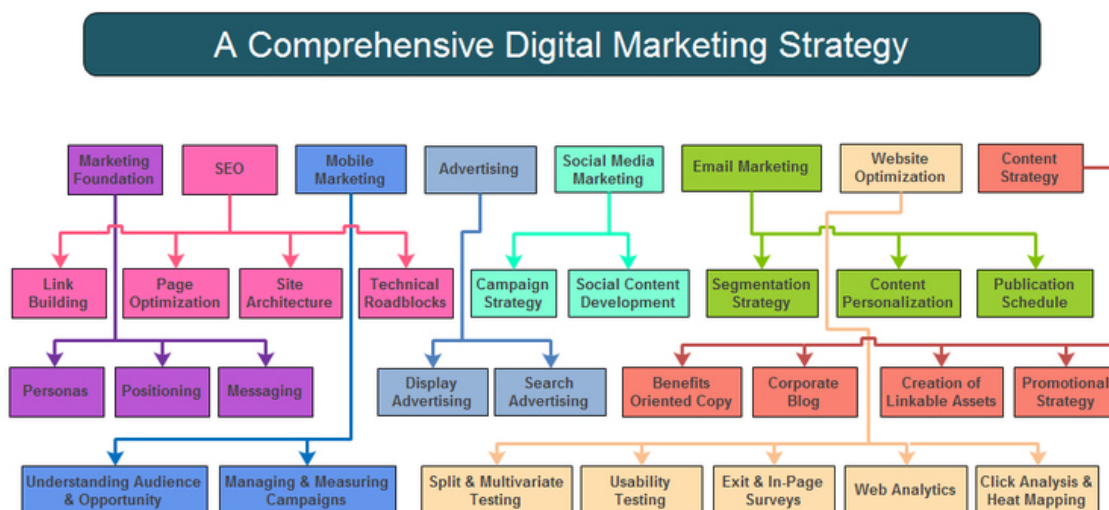 A Comprehensive Digital Marketing Strategy
Marketing
Foundation
SEO
Mobile
Marketing
Advertising
Social Media
Marketing
Email Marketing
Website
Optimization
Content
Strategy
Link
Building
Page
Optimization
Site
Architecture
Technical
Roadblocks
Campaign
Strategy
Social Content
Development
Segmentation
Strategy
Content
Personalization
Publication
Schedule
Personas
Positioning
Messaging
Display
Advertising
Search
Advertising
Benefits
Oriented Copy
Corporate
Blog
Creation of
Linkable Assets
Promotional
Strategy
Understanding Audience
& Opportunity
Managing & Measuring
Campaigns
Split & Multivariate
Testing
Usability
Testing
Exit & In-Page
Surveys
Web Analytics
Click Analysis &
Heat Mapping